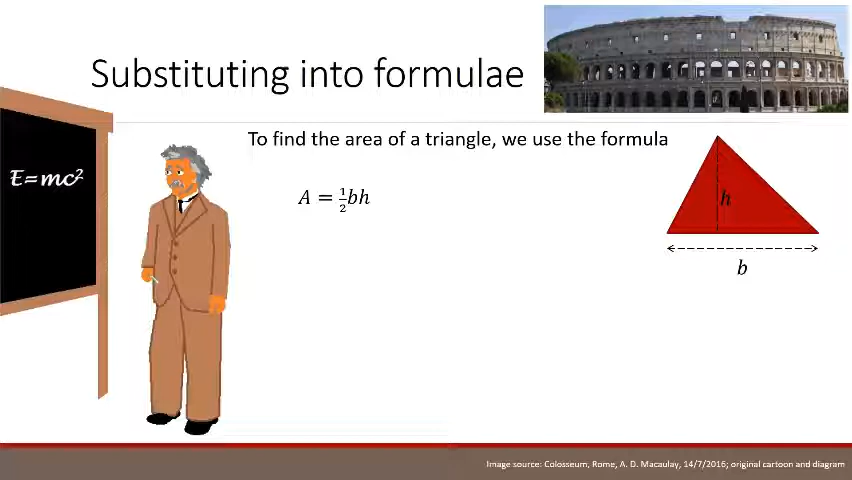 Substituting into formulae
To find the area of a triangle, we use the formula
E=mc²
A = ½bh
h
b
Image source: Colosseum, Rome, A. D. Macaulay, 14/7/2016; original cartoon and diagram